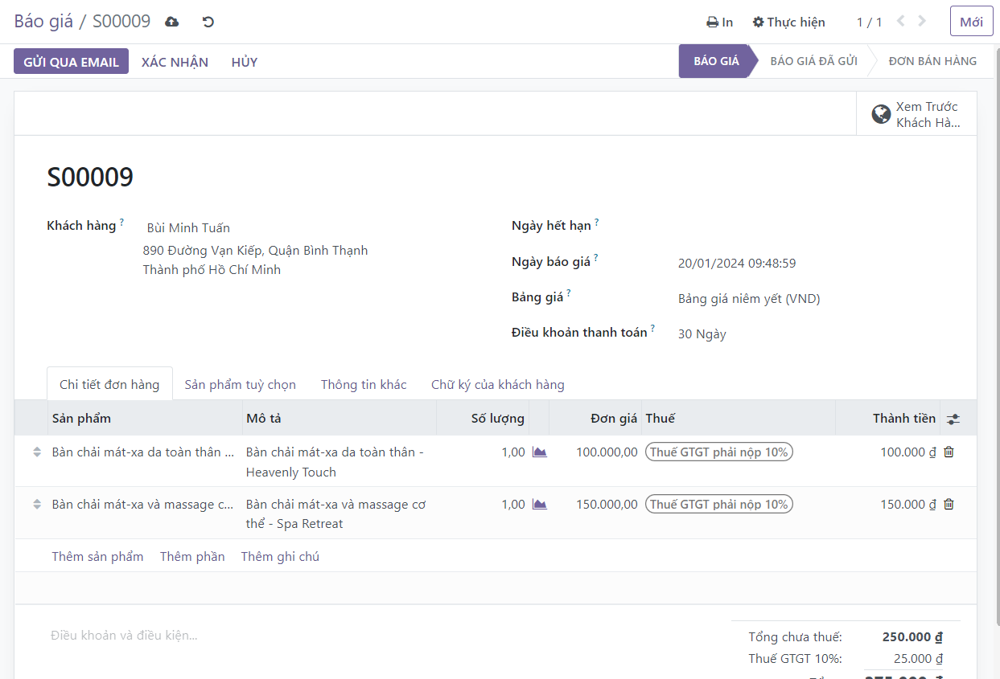 Báo giá / S00009
In
Thực hiện
1 / 1
Mới
GỬI QUA EMAIL
XÁC NHẬN
HỦY
BÁO GIÁ
BÁO GIÁ ĐÃ GỬI
ĐƠN BÁN HÀNG
Xem Trước
Khách Hà...
S00009
Khách hàng ?
Bùi Minh Tuấn
890 Đường Vạn Kiếp, Quận Bình Thạnh
Thành phố Hồ Chí Minh
Ngày hết hạn ?
Ngày báo giá ? 20/01/2024 09:48:59
Bảng giá ? Bảng giá niêm yết (VND)
Điều khoản thanh toán ? 30 Ngày
Chi tiết đơn hàng
Sản phẩm tuỳ chọn
Thông tin khác
Chữ ký của khách hàng
Sản phẩm Mô tả Số lượng Đơn giá Thuế Thành tiền
Bàn chải mát-xa da toàn thân ... Bàn chải mát-xa da toàn thân - 1,00 100.000,00 Thuế GTGT phải nộp 10% 100.000 ₫
Heavenly Touch
Bàn chải mát-xa và massage c... Bàn chải mát-xa và massage cơ 1,00 150.000,00 Thuế GTGT phải nộp 10% 150.000 ₫
thể - Spa Retreat
Thêm sản phẩm Thêm phần Thêm ghi chú
Điều khoản và điều kiện...
Tổng chưa thuế: 250.000 ₫
Thuế GTGT 10%: 25.000 ₫